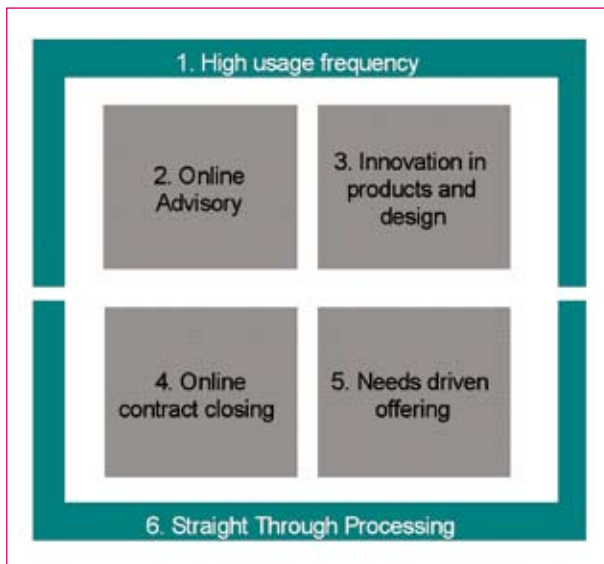 1. High usage frequency
2. Online
Advisory
3. Innovation in
products and
design
4. Online
contract closing
5. Needs driven
offering
6. Straight Through Processing